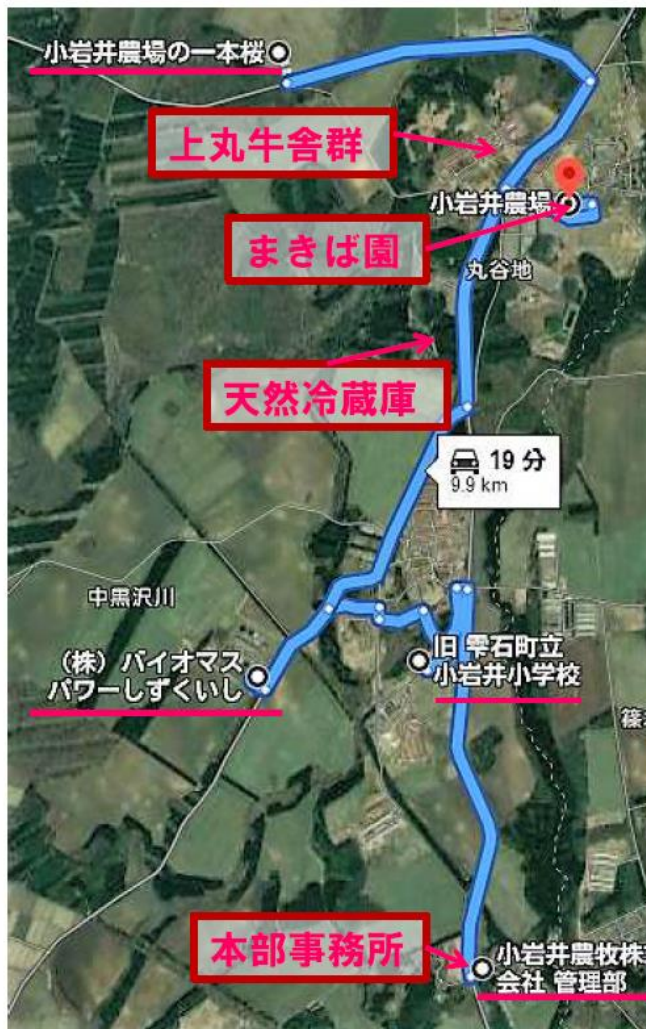 小岩井農場の一本桜
上丸牛舎群
小岩井農場
まきば園
丸谷地
天然冷蔵庫
19 分
9.9 km
中黒沢川
(株)バイオマス
パワーしずくいし
旧 雫石町立
小岩井小学校
篠
本部事務所
小岩井農牧株
会社 管理部